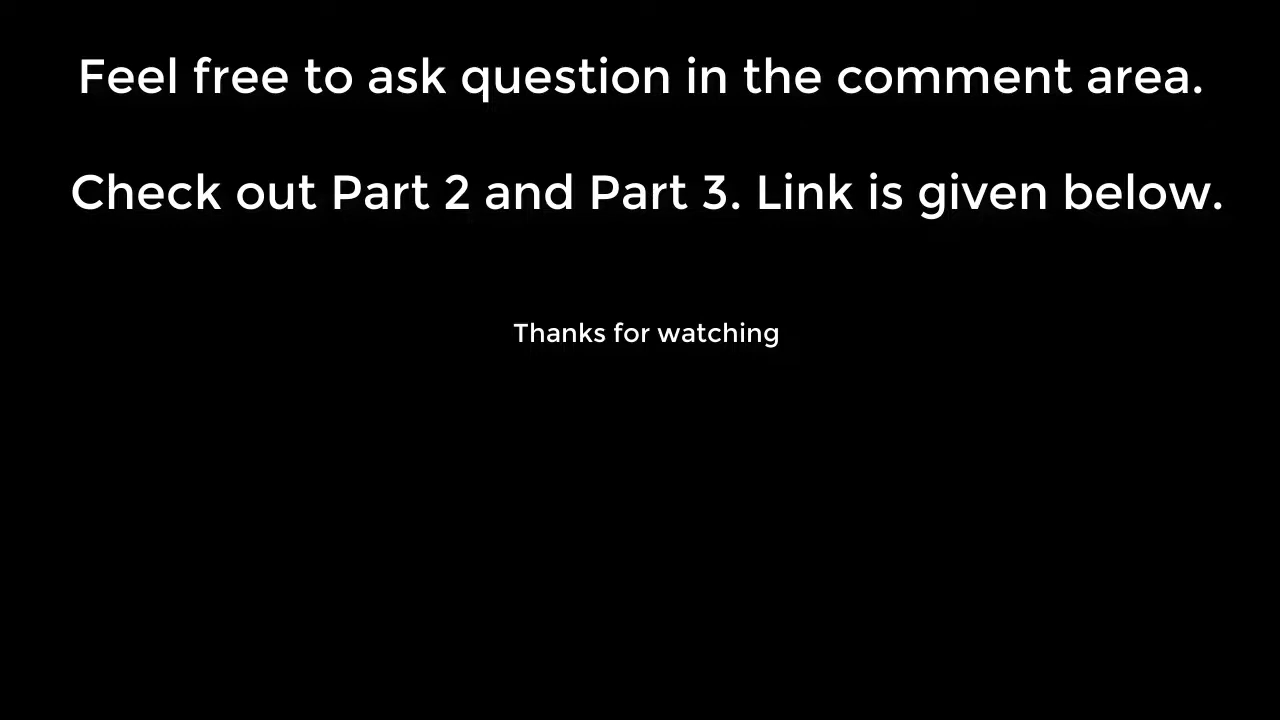 Feel free to ask question in the comment area.
Check out Part 2 and Part 3. Link is given below.
Thanks for watching